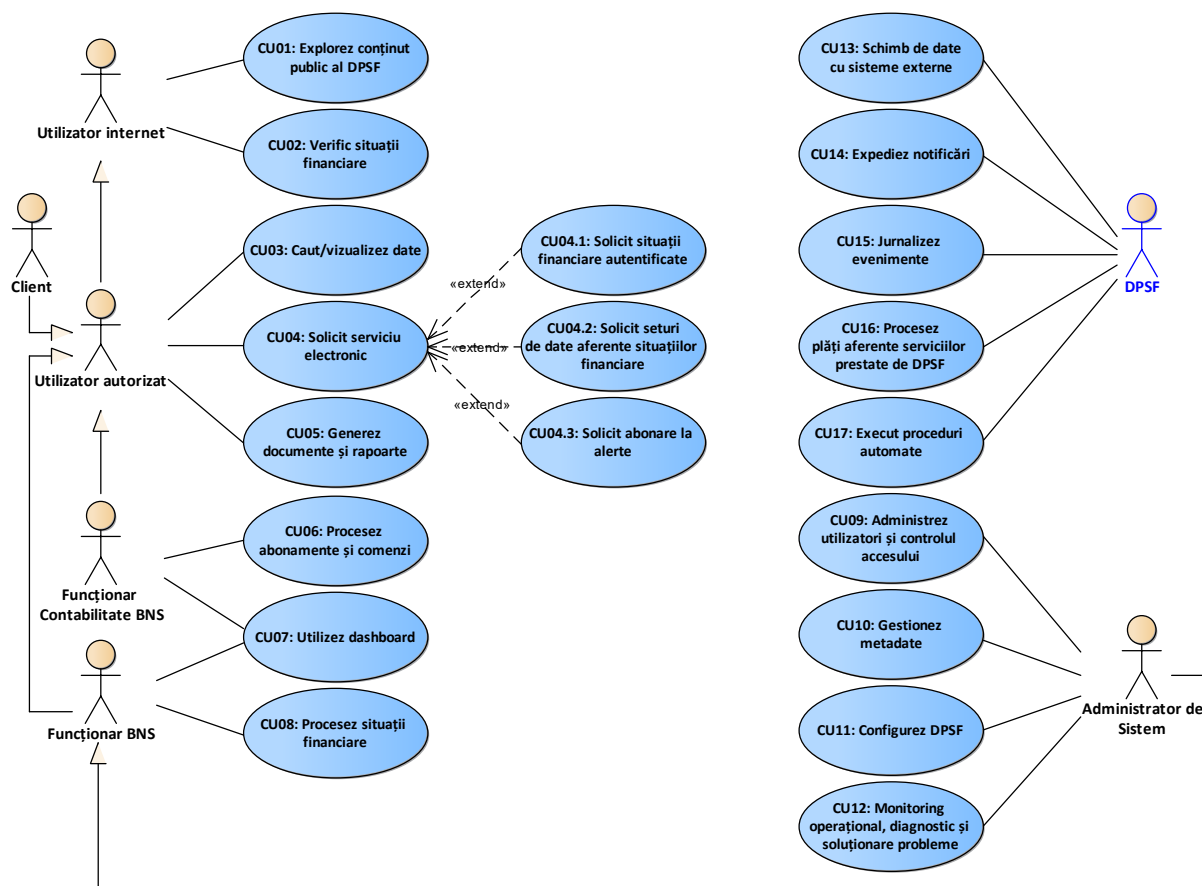 CU01: Explorez conținut
public al DPSF
Utilizator internet
CU02: Verific situații
financiare
Client
CU03: Caut/vizualizez date
CU04: Solicit serviciu
electronic
Utilizator autorizat
CU05: Generez
documente și rapoarte
«extend»
«extend»
«extend»
CU04.1: Solicit situații
financiare autentificate
CU04.2: Solicit seturi
de date aferente situațiilor
financiare
CU04.3: Solicit abonare la
alerte
CU06: Procesez
abonamente și comenzi
Funcționar
Contabilitate BNS
CU07: Utilizez dashboard
CU08: Procesez situații
financiare
Funcționar BNS
CU13: Schimb de date
cu sisteme externe
CU14: Expediez notificări
CU15: Jurnalizez
evenimente
DPSF
CU16: Procesez
plăți aferente serviciilor
prestate de DPSF
CU17: Execut proceduri
automate
CU09: Administrez
utilizatori și controlul
accesului
CU10: Gestionez
metadate
CU11: Configurez DPSF
Administrator de
Sistem
CU12: Monitoring
operațional, diagnostic și
soluționare probleme